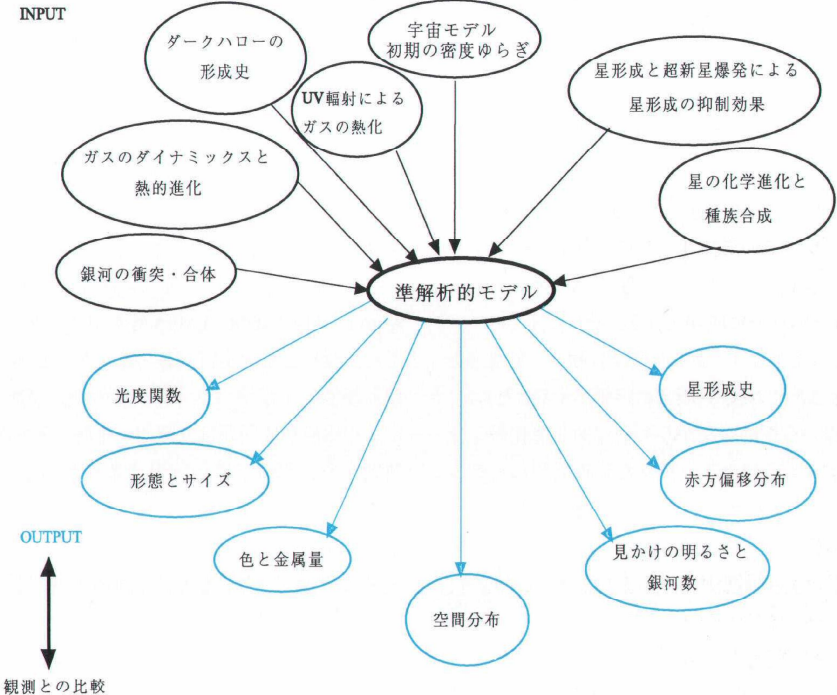 INPUT
ダークハローの
形成史
宇宙モデル
初期の密度ゆらぎ
UV輻射による
ガスの熱化
星形成と超新星爆発による
星形成の抑制効果
ガスのダイナミックスと
熱的進化
星の化学進化と
種族合成
銀河の衝突・合体
準解析的モデル
光度関数
星形成史
形態とサイズ
赤方偏移分布
OUTPUT
色と金属量
見かけの明るさと
銀河数
空間分布
観測との比較